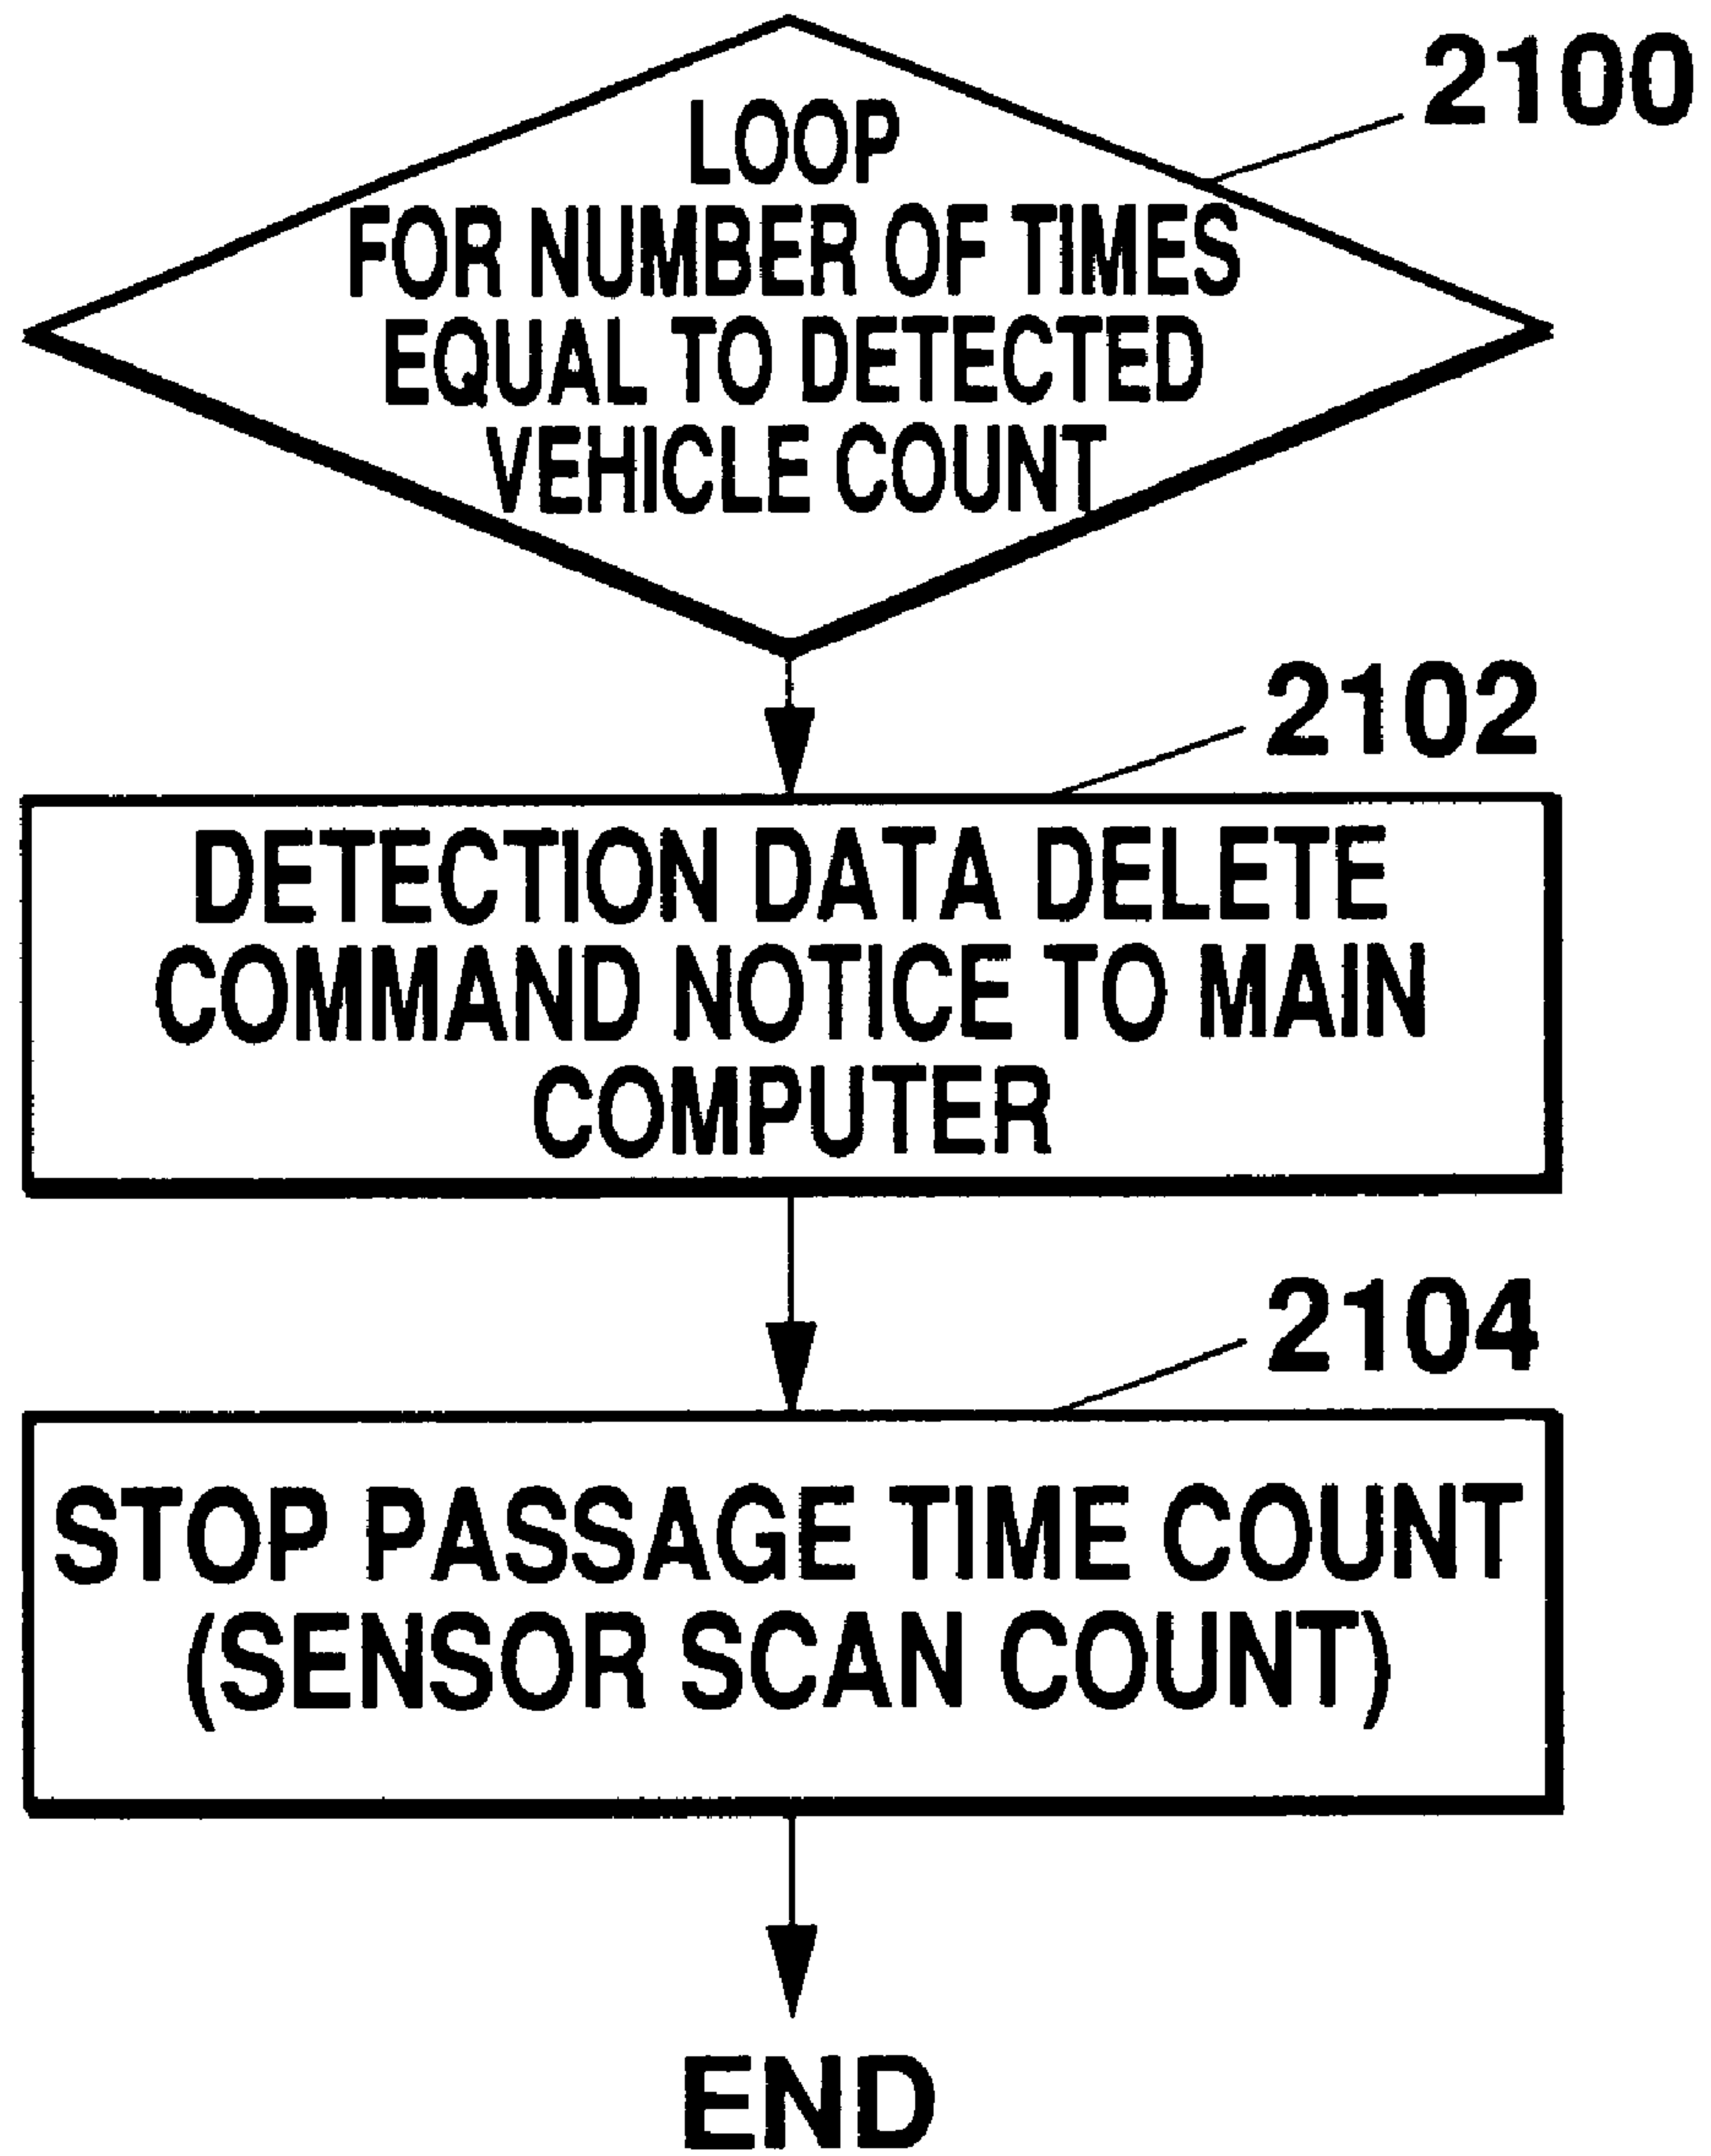 2100
LOOP
FOR NUMBER OF TIMES
EQUAL TO DETECTED
VEHICLE COUNT
2102
DETECTION DATA DELETE
COMMAND NOTICE TO MAIN
COMPUTER
2104
STOP PASSAGE TIME COUNT
(SENSOR SCAN COUNT)
END